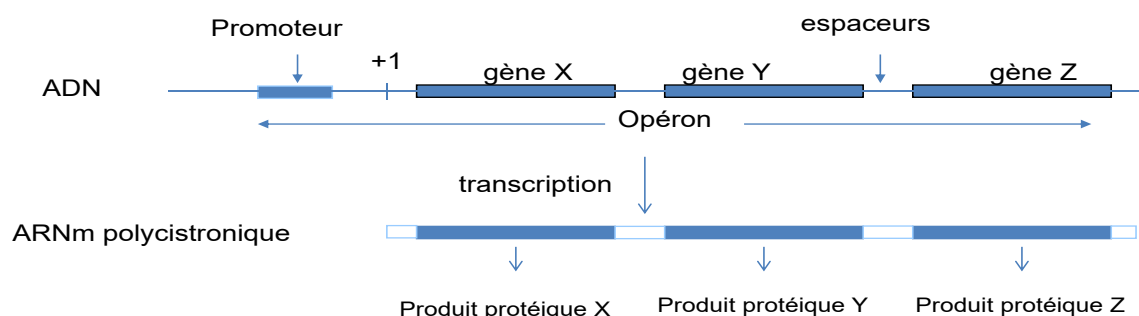 Promoteur
espaceurs
+1
gène X
gène Y
gène Z
ADN
Opéron
transcription
ARNm polycistronique
Produit protéique X
Produit protéique Y
Produit protéique Z